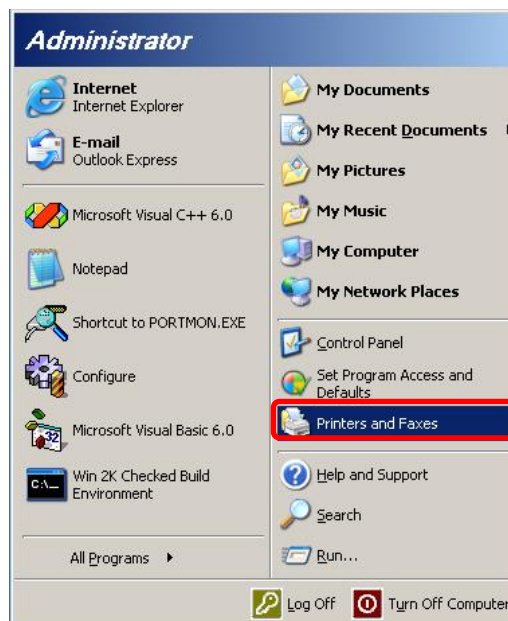 Administrator
Internet
Internet Explorer
E-mail
Outlook Express
Microsoft Visual C++ 6.0
Notepad
Shortcut to PORTMON.EXE
Configure
Microsoft Visual Basic 6.0
Win 2K Checked Build
Environment
All Programs
My Documents
My Recent Documents
My Pictures
My Music
My Computer
My Network Places
Control Panel
Set Program Access and
Defaults
Printers and Faxes
Help and Support
Search
Run...
Log Off
Turn Off Computer